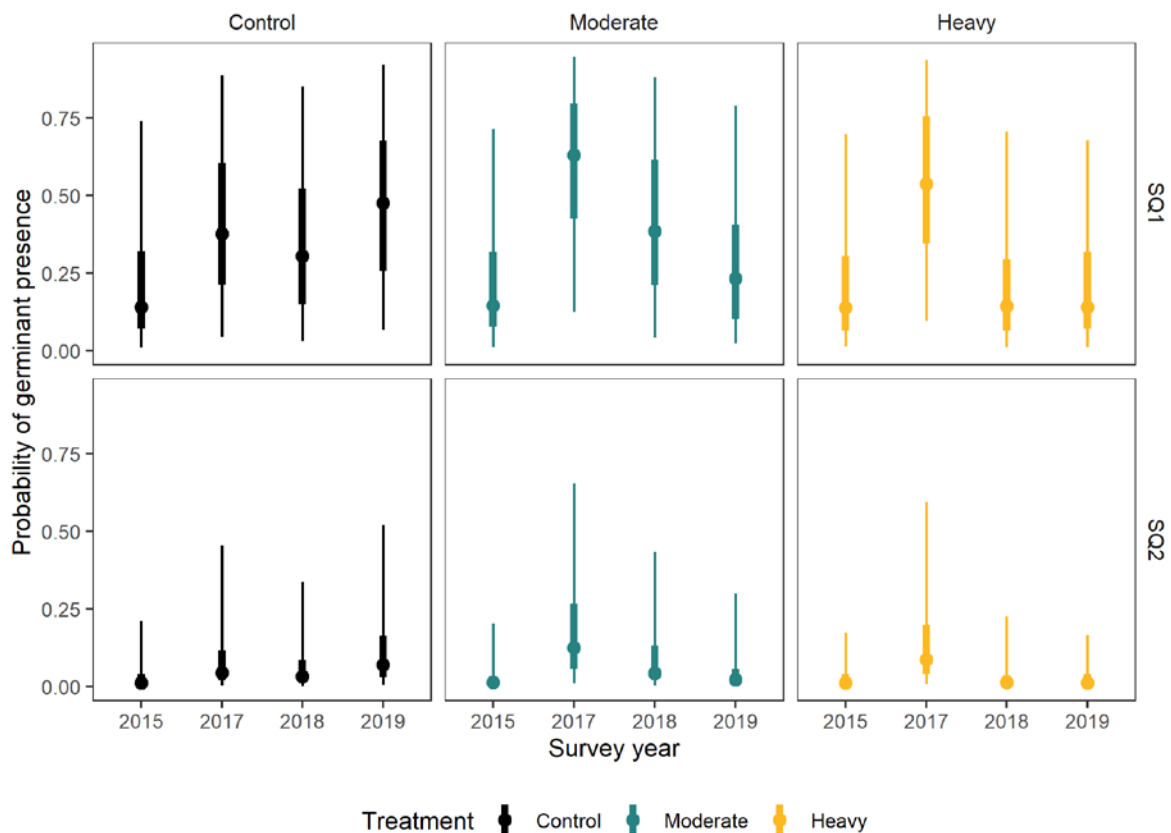 Control Moderate Heavy
Probability of germinant presence
0.75
0.50
0.25
0.00
SQ1
0.75
0.50
0.25
0.00
SQ2
2015 2017 2018 2019 2015 2017 2018 2019 2015 2017 2018 2019
Survey year
Treatment Control Moderate Heavy